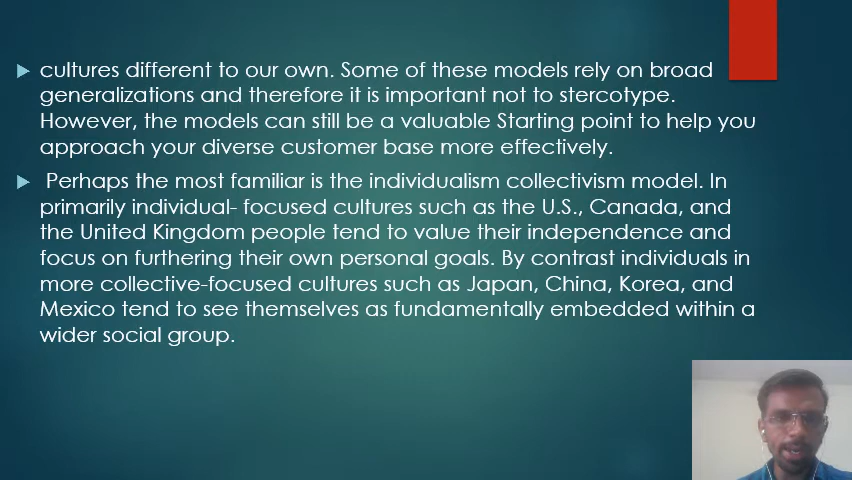 cultures different to our own. Some of these models rely on broad
generalizations and therefore it is important not to stercotype.
However, the models can still be a valuable Starting point to help you
approach your diverse customer base more effectively.
Perhaps the most familiar is the individualism collectivism model. In
primarily individual- focused cultures such as the U.S., Canada, and
the United Kingdom people tend to value their independence and
focus on furthering their own personal goals. By contrast individuals in
more collective-focused cultures such as Japan, China, Korea, and
Mexico tend to see themselves as fundamentally embedded within a
wider social group.